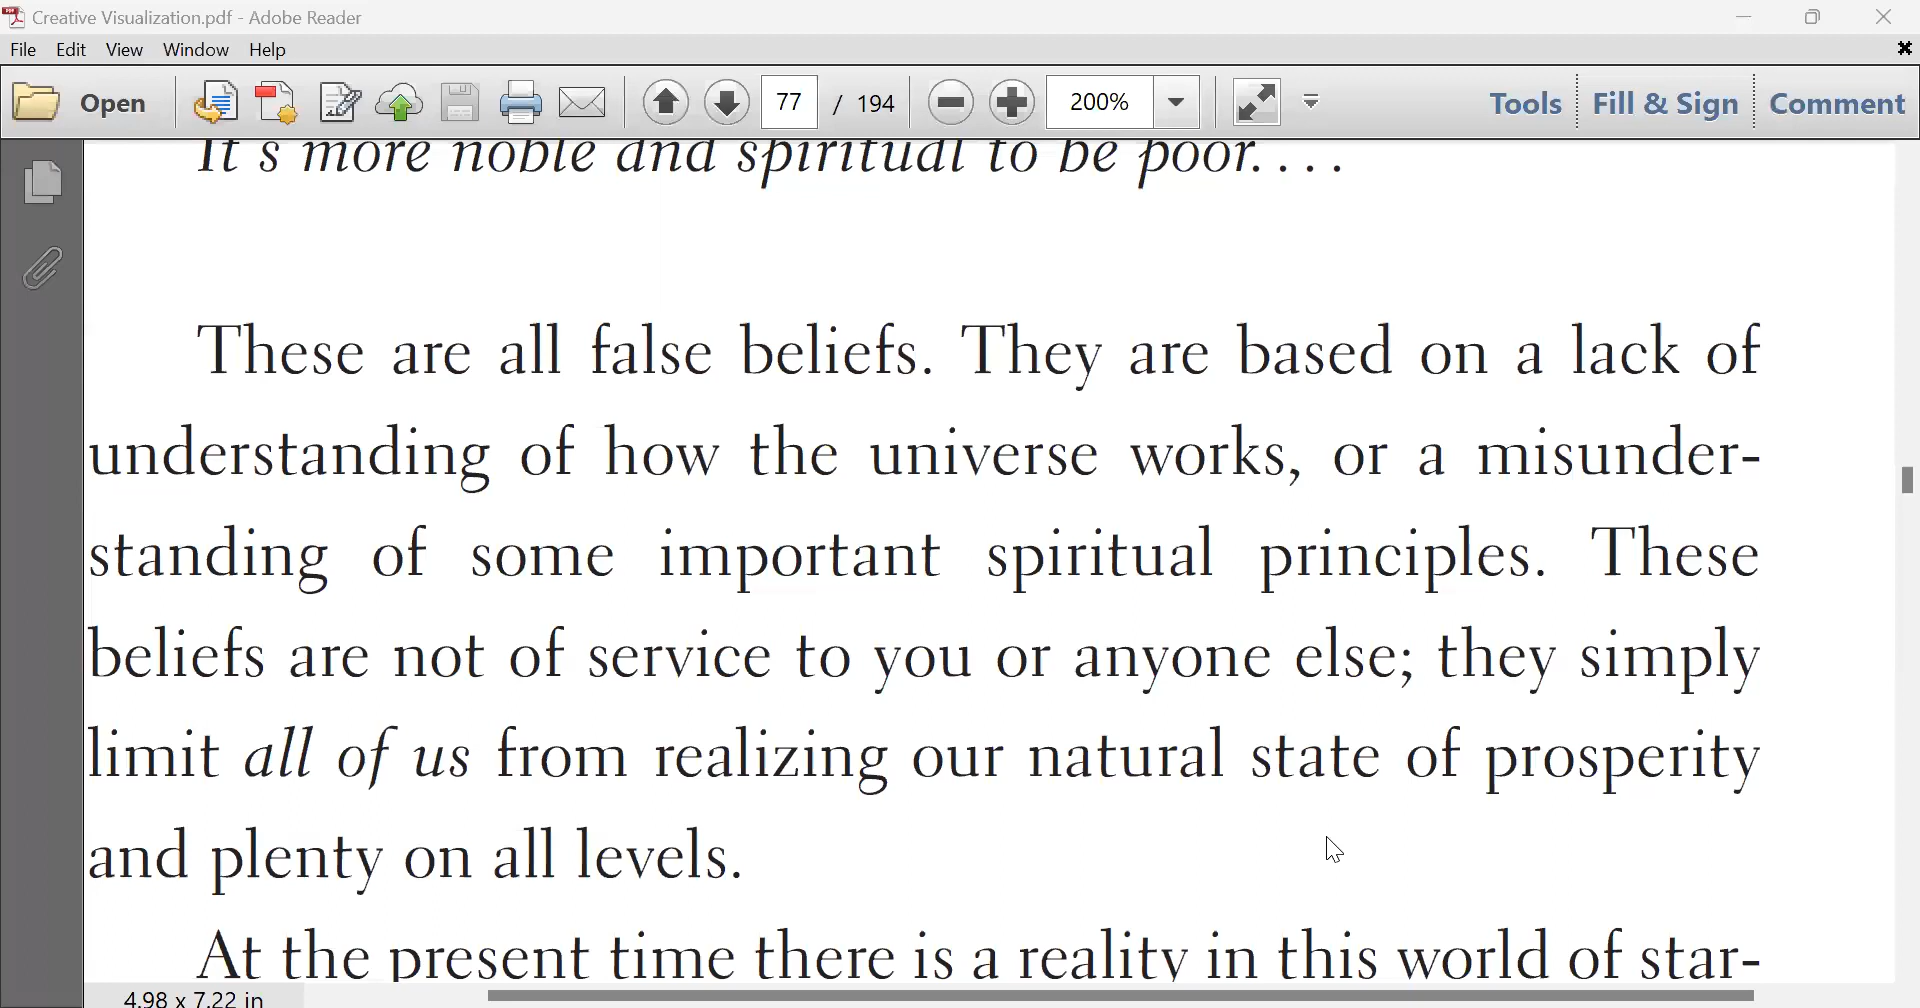 Creative Visualization.pdf - Adobe Reader
File Edit View Window Help
Open 77 / 194 200% Tools Fill & Sign Comment
It's more noble and spiritual to be poor. . . .
These are all false beliefs. They are based on a lack of
understanding of how the universe works, or a misunder-
standing of some important spiritual principles. These
beliefs are not of service to you or anyone else; they simply
limit all of us from realizing our natural state of prosperity
and plenty on all levels.
At the present time there is a reality in this world of star-
4.98 x 7.22 in